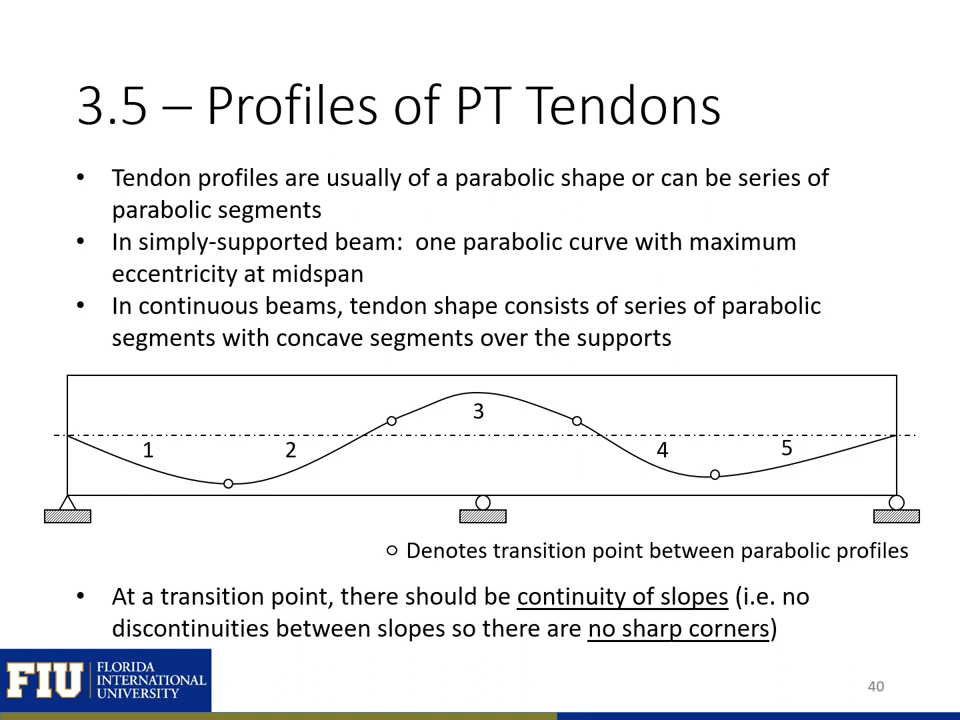 3.5 – Profiles of PT Tendons
• Tendon profiles are usually of a parabolic shape or can be series of
parabolic segments
• In simply-supported beam:  one parabolic curve with maximum
eccentricity at midspan
• In continuous beams, tendon shape consists of series of parabolic
segments with concave segments over the supports
3
1
2
4
5
Denotes transition point between parabolic profiles
• At a transition point, there should be continuity of slopes (i.e. no
discontinuities between slopes so there are no sharp corners)
FIU
FLORIDA
INTERNATIONAL
UNIVERSITY
40